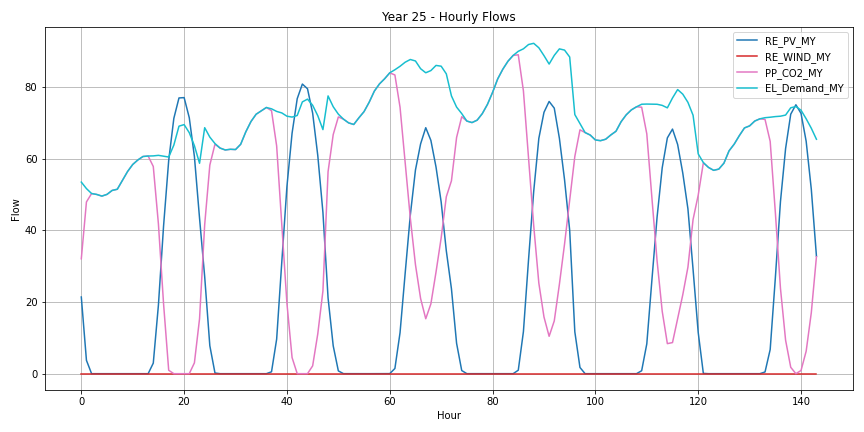 Year 25 - Hourly Flows
RE_PV_MY
RE_WIND_MY
PP_CO2_MY
EL_Demand_MY
80
60
40
20
0
Flow
0 20 40 60 80 100 120 140
Hour